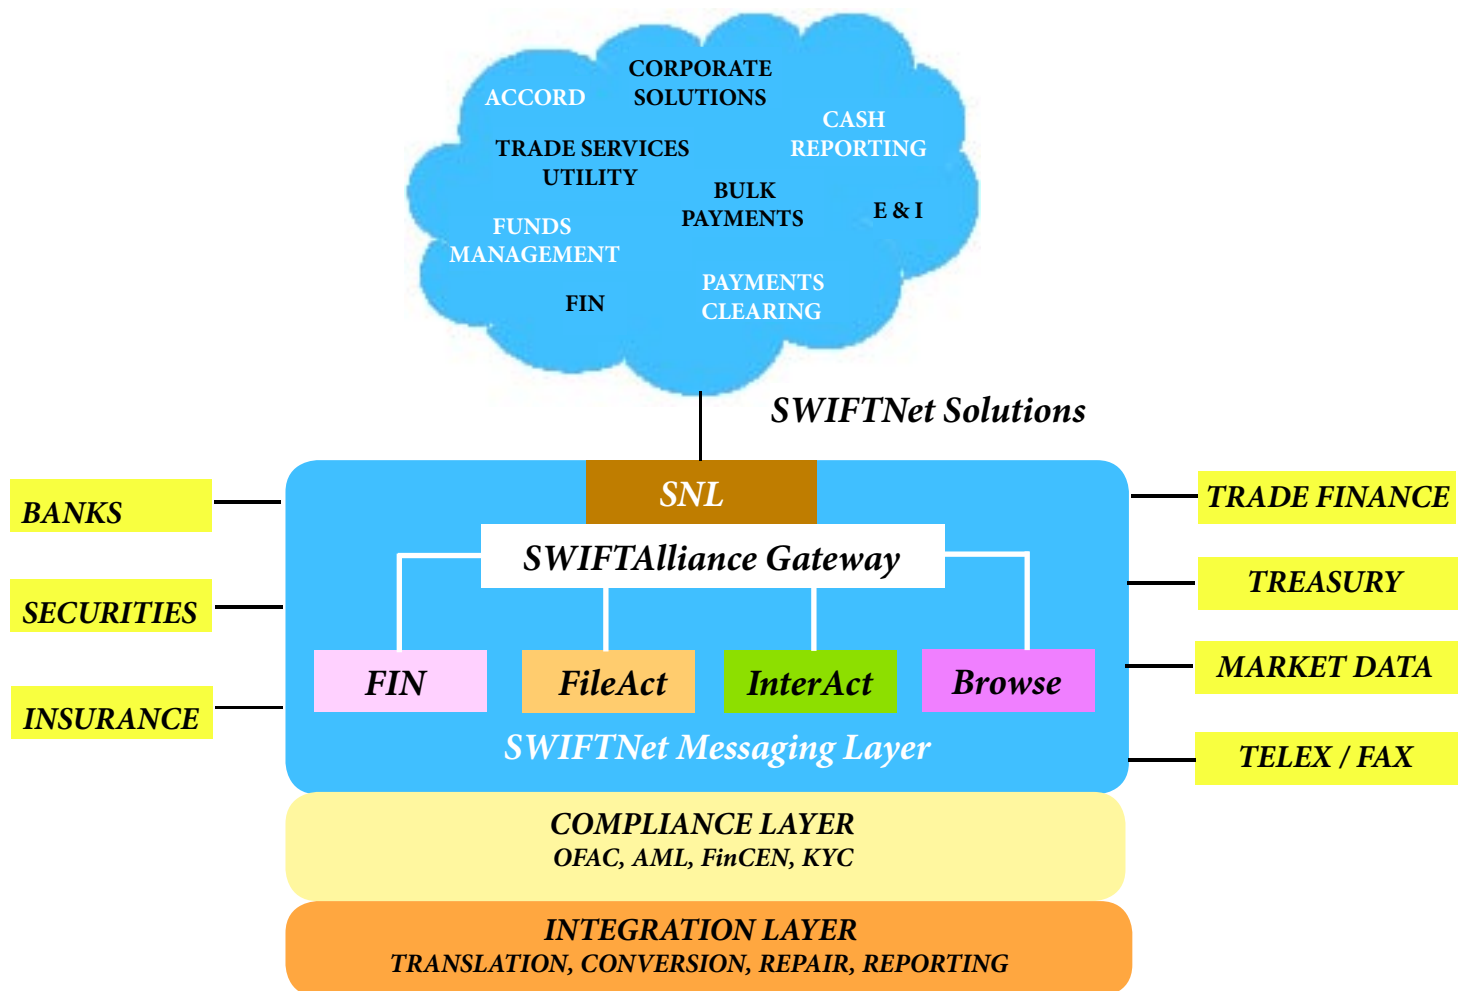 CORPORATE
SOLUTIONS
ACCORD
CASH
REPORTING
TRADE SERVICES
UTILITY
BULK
PAYMENTS
E & I
FUNDS
MANAGEMENT
PAYMENTS
CLEARING
FIN
SWIFTNet Solutions
BANKS
SECURITIES
INSURANCE
SNL
SWIFTAlliance Gateway
FIN
FileAct
InterAct
Browse
SWIFTNet Messaging Layer
TRADE FINANCE
TREASURY
MARKET DATA
TELEX / FAX
COMPLIANCE LAYER
OFAC, AML, FinCEN, KYC
INTEGRATION LAYER
TRANSLATION, CONVERSION, REPAIR, REPORTING